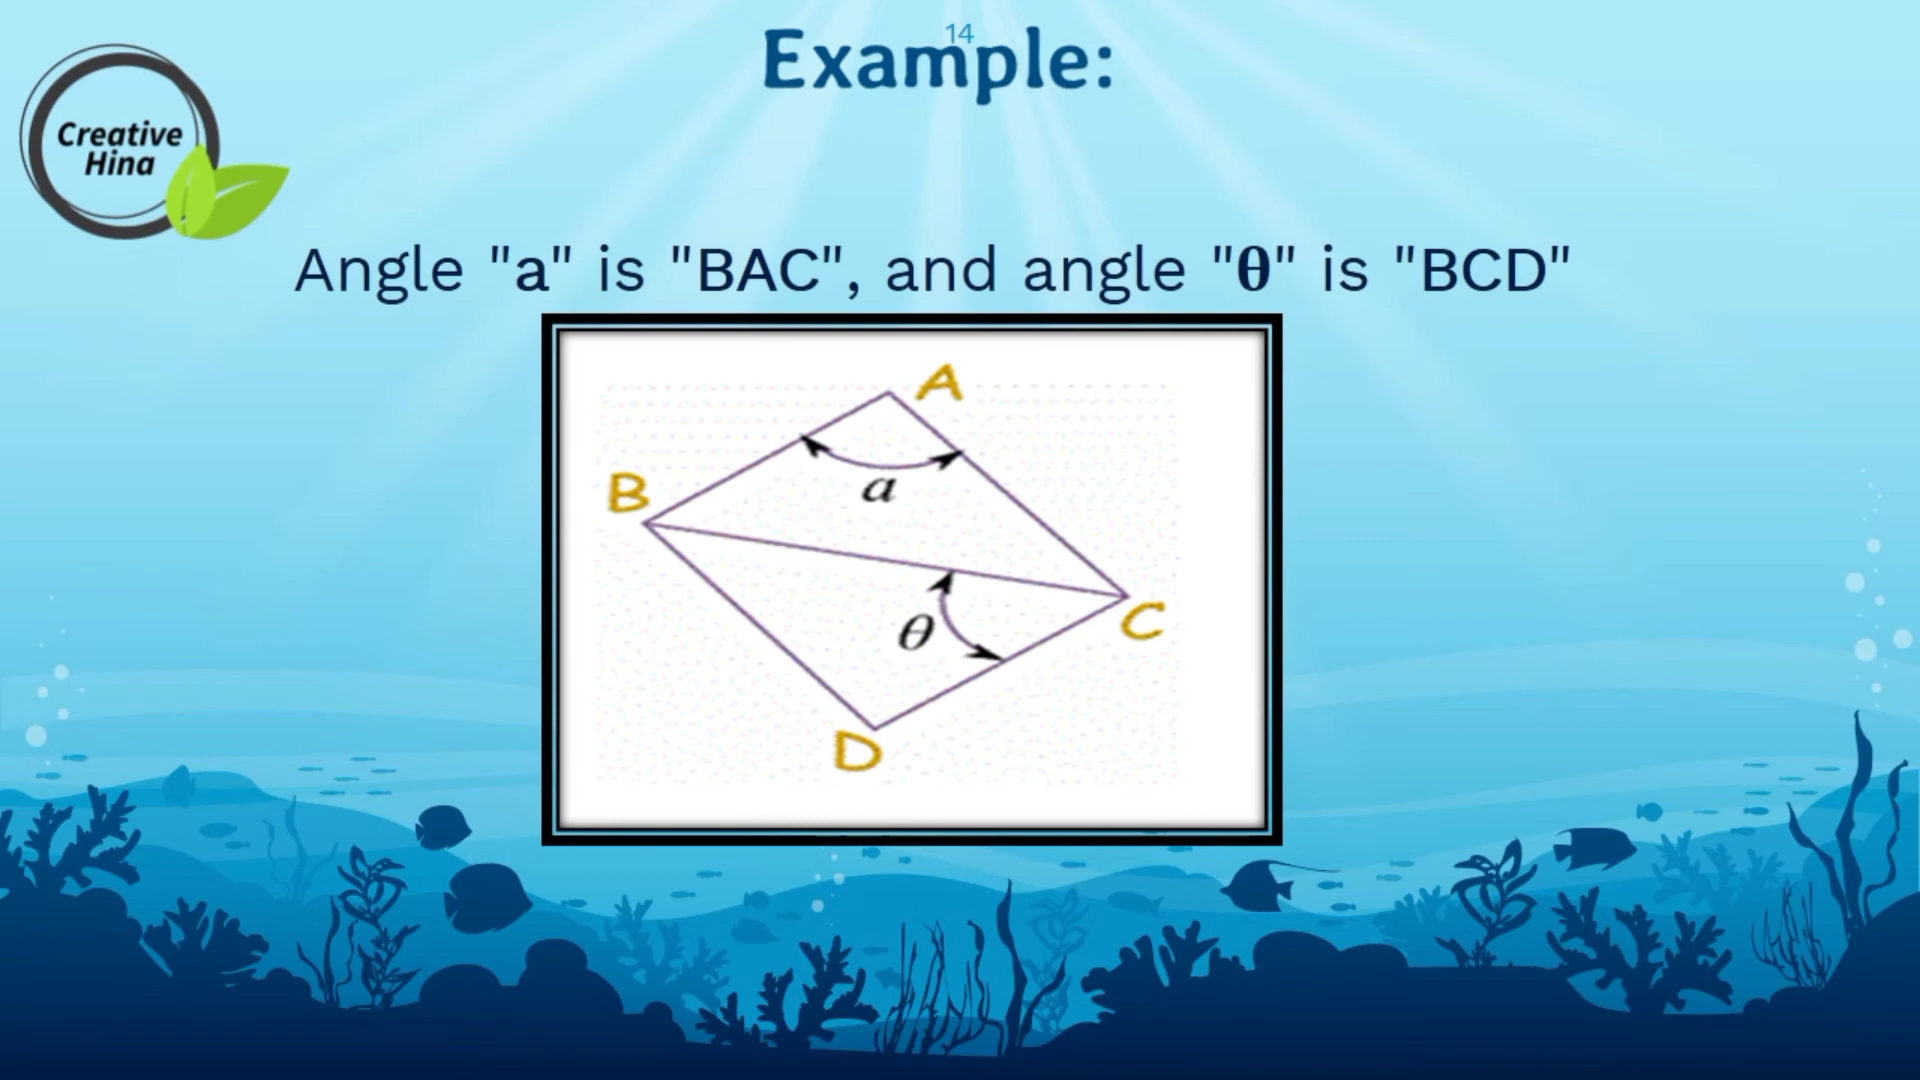 14
Example:
Creative
Hina
Angle "a" is "BAC", and angle "θ" is "BCD"
A
B
a
θ
C
D